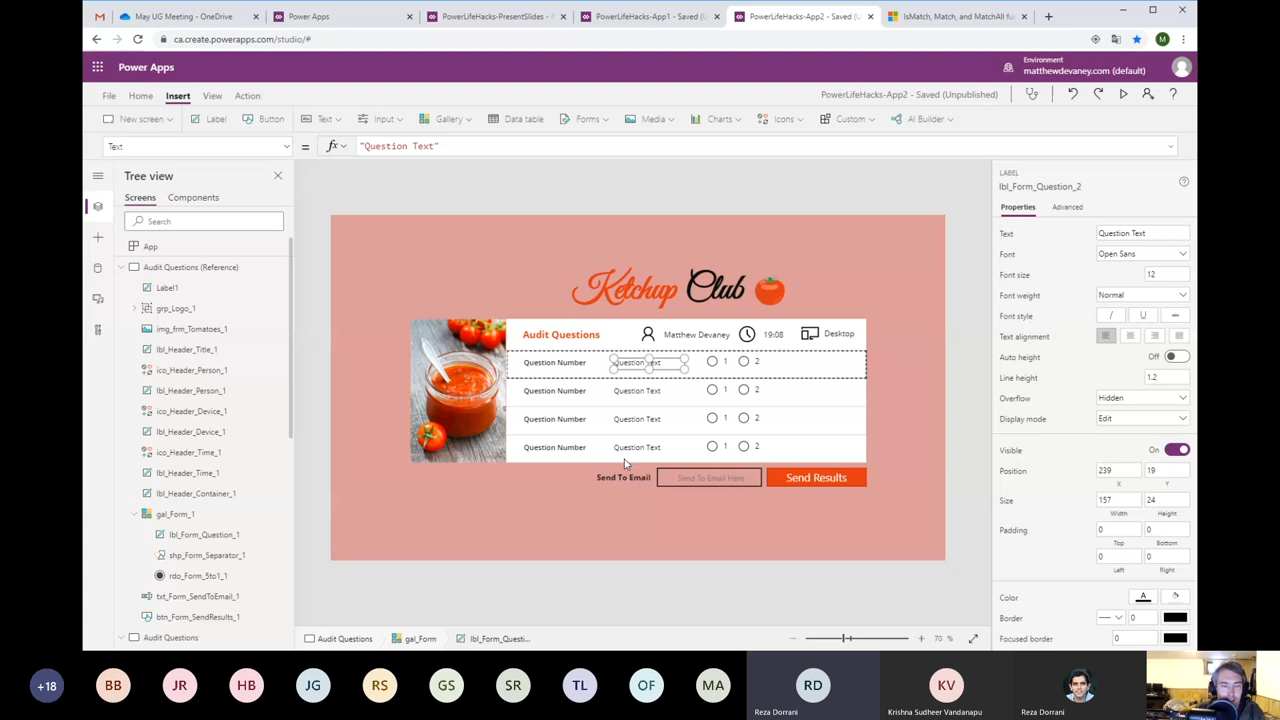 May UG Meeting - OneDrive
Power Apps
PowerLifeHacks-PresentSlides - P
PowerLifeHacks-App1 - Saved (U
PowerLifeHacks-App2 - Saved (U
IsMatch, Match, and MatchAll fu
ca.create.powerapps.com/studio/#
M
Power Apps
Environment
matthewdevaney.com (default)
File
Home
Insert
View
Action
PowerLifeHacks-App2 - Saved (Unpublished)
New screen
Label
Button
Text
Input
Gallery
Data table
Forms
Media
Charts
Icons
Custom
AI Builder
Text
=
fx
"Question Text"
Tree view
Screens
Components
Search
App
Audit Questions (Reference)
Label1
grp_Logo_1
img_frm_Tomatoes_1
lbl_Header_Title_1
ico_Header_Person_1
lbl_Header_Person_1
ico_Header_Device_1
lbl_Header_Device_1
ico_Header_Time_1
lbl_Header_Time_1
lbl_Header_Container_1
gal_Form_1
lbl_Form_Question_1
shp_Form_Separator_1
rdo_Form_5to1_1
txt_Form_SendToEmail_1
btn_Form_SendResults_1
Audit Questions
Ketchup Club
Audit Questions
Matthew Devaney
19:08
Desktop
Question Number
Question Text
1
2
Question Number
Question Text
1
2
Question Number
Question Text
1
2
Question Number
Question Text
1
2
Send To Email
Send To Email Here
Send Results
Audit Questions
gal_Form
lbl_Form_Questi...
70 %
LABEL
lbl_Form_Question_2
Properties
Advanced
Text
Question Text
Font
Open Sans
Font size
12
Font weight
Normal
Font style
Text alignment
Auto height
Off
Line height
1.2
Overflow
Hidden
Display mode
Edit
Visible
On
Position
239
19
X
Y
Size
157
24
Width
Height
Padding
0
0
Top
Bottom
0
0
Left
Right
Color
Border
0
Focused border
0
+18
BB
JR
HB
JG
RS
GS
SR
TL
OF
MA
RD
KV
Reza Dorrani
Krishna Sudheer Vandanapu
Reza Dorrani